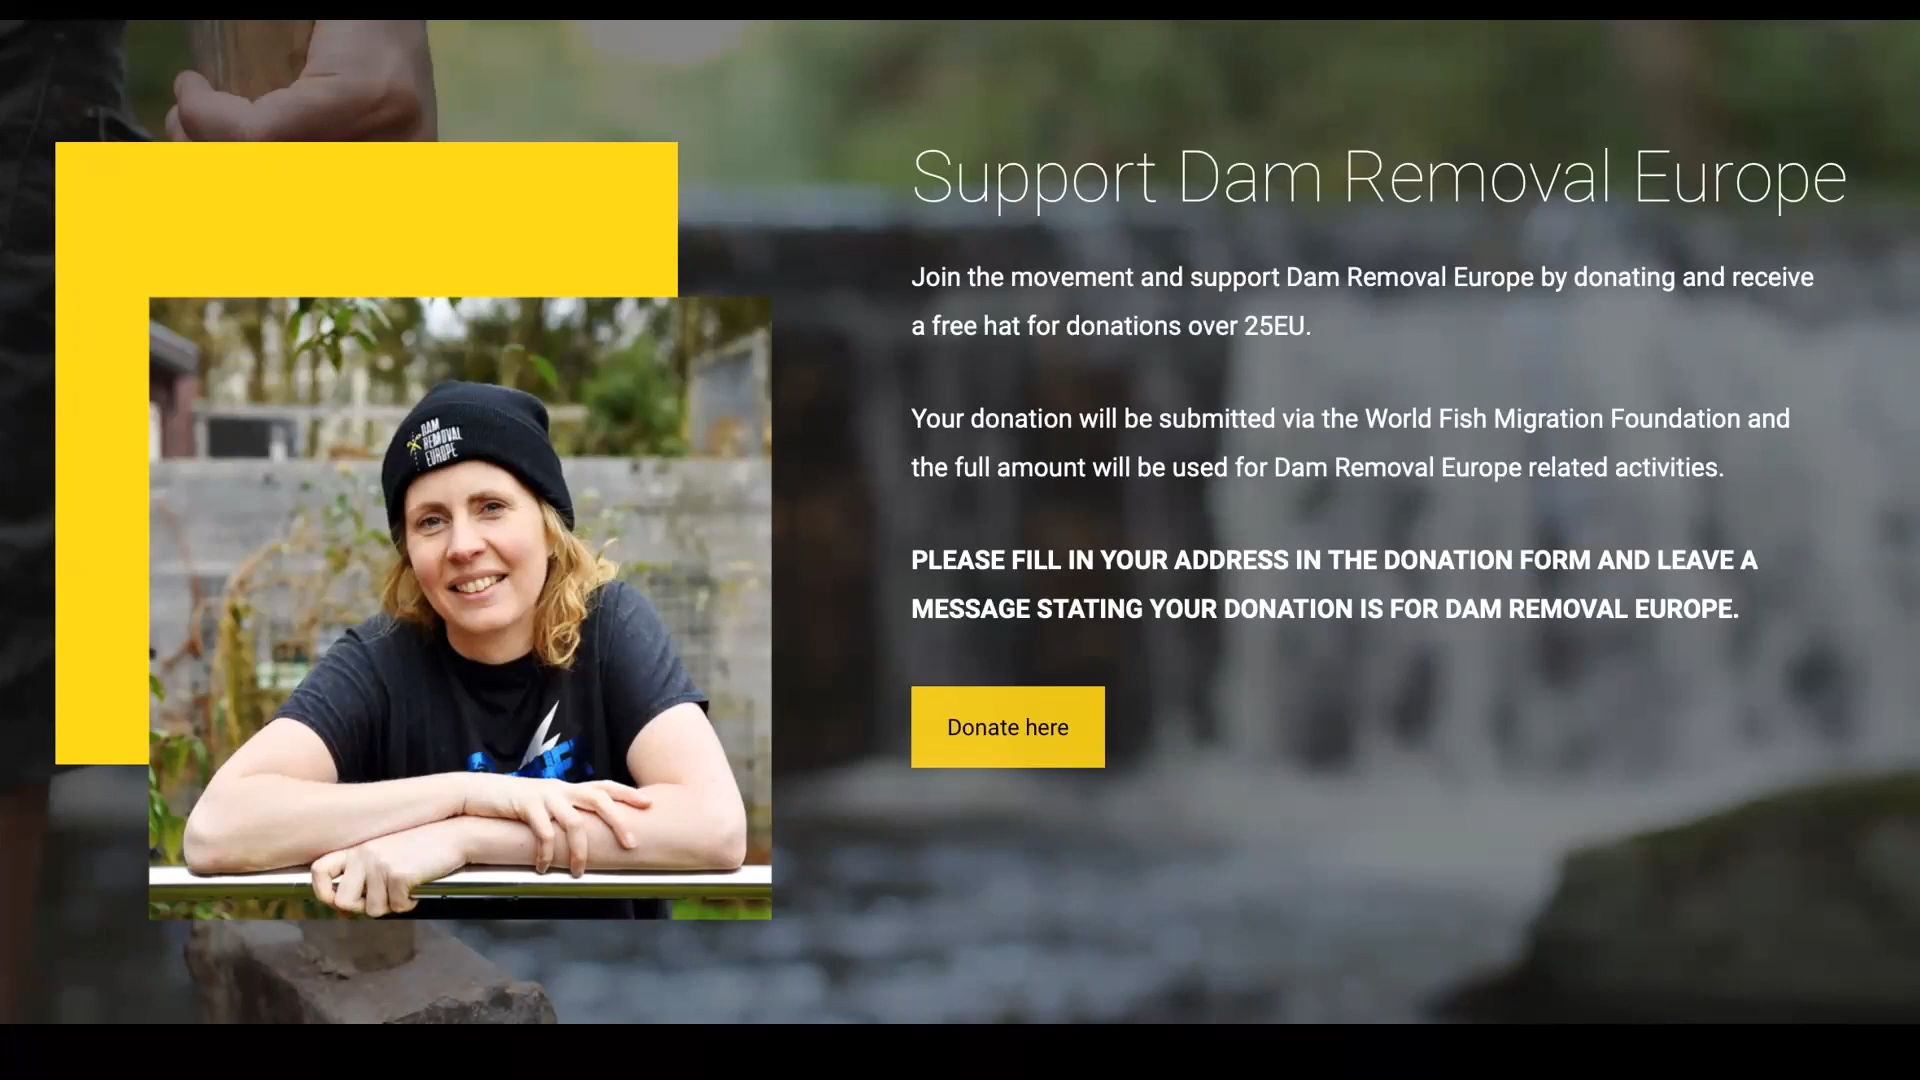 Support Dam Removal Europe
Join the movement and support Dam Removal Europe by donating and receive
a free hat for donations over 25EU.
Your donation will be submitted via the World Fish Migration Foundation and
the full amount will be used for Dam Removal Europe related activities.
PLEASE FILL IN YOUR ADDRESS IN THE DONATION FORM AND LEAVE A
MESSAGE STATING YOUR DONATION IS FOR DAM REMOVAL EUROPE.
Donate here
DAM
REMOVAL
EUROPE